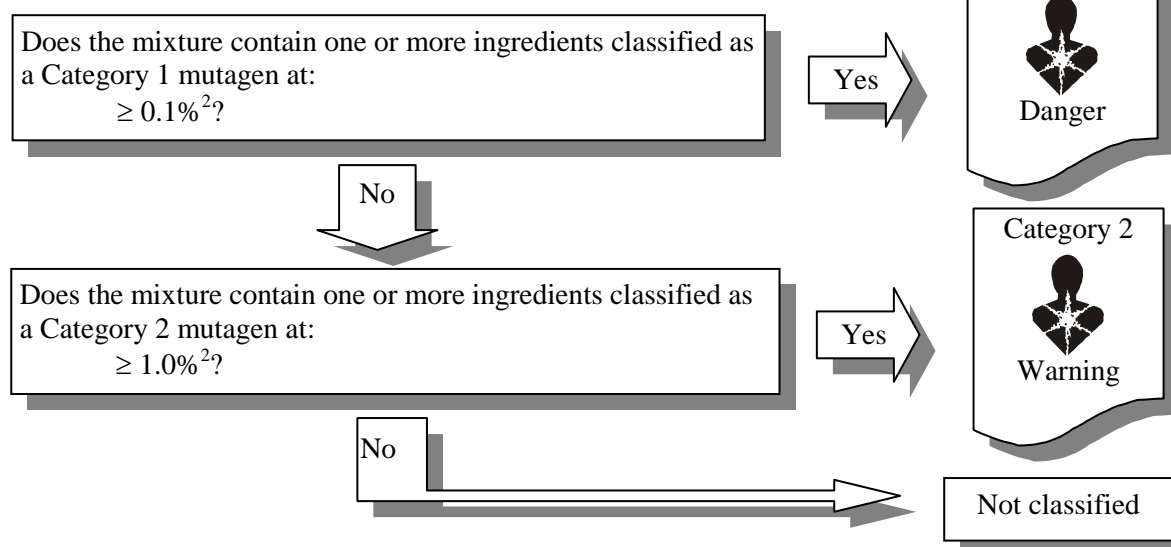 Does the mixture contain one or more ingredients classified as
a Category 1 mutagen at:
≥ 0.1%²?
Yes
Danger
No
Category 2
Does the mixture contain one or more ingredients classified as
a Category 2 mutagen at:
≥ 1.0%²?
Yes
Warning
No
Not classified